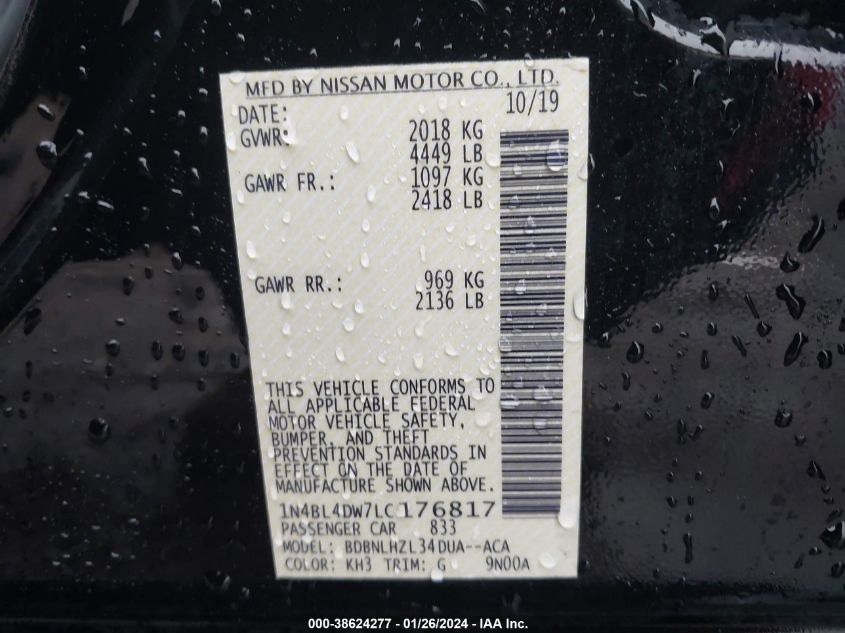 MFD BY NISSAN MOTOR CO., LTD.
DATE: 10/19
GVWR: 2018 KG
4449 LB
GAWR FR.: 1097 KG
2418 LB
GAWR RR.: 969 KG
2136 LB
THIS VEHICLE CONFORMS TO
ALL APPLICABLE FEDERAL
MOTOR VEHICLE SAFETY,
BUMPER, AND THEFT
PREVENTION STANDARDS IN
EFFECT ON THE DATE OF
MANUFACTURE SHOWN ABOVE.
1N4BL4DW7LC176817
PASSENGER CAR 833
MODEL: BDBNLHZL34DUA--ACA
COLOR: KH3 TRIM: G 9N00A
000-38624277 - 01/26/2024 - IAA Inc.